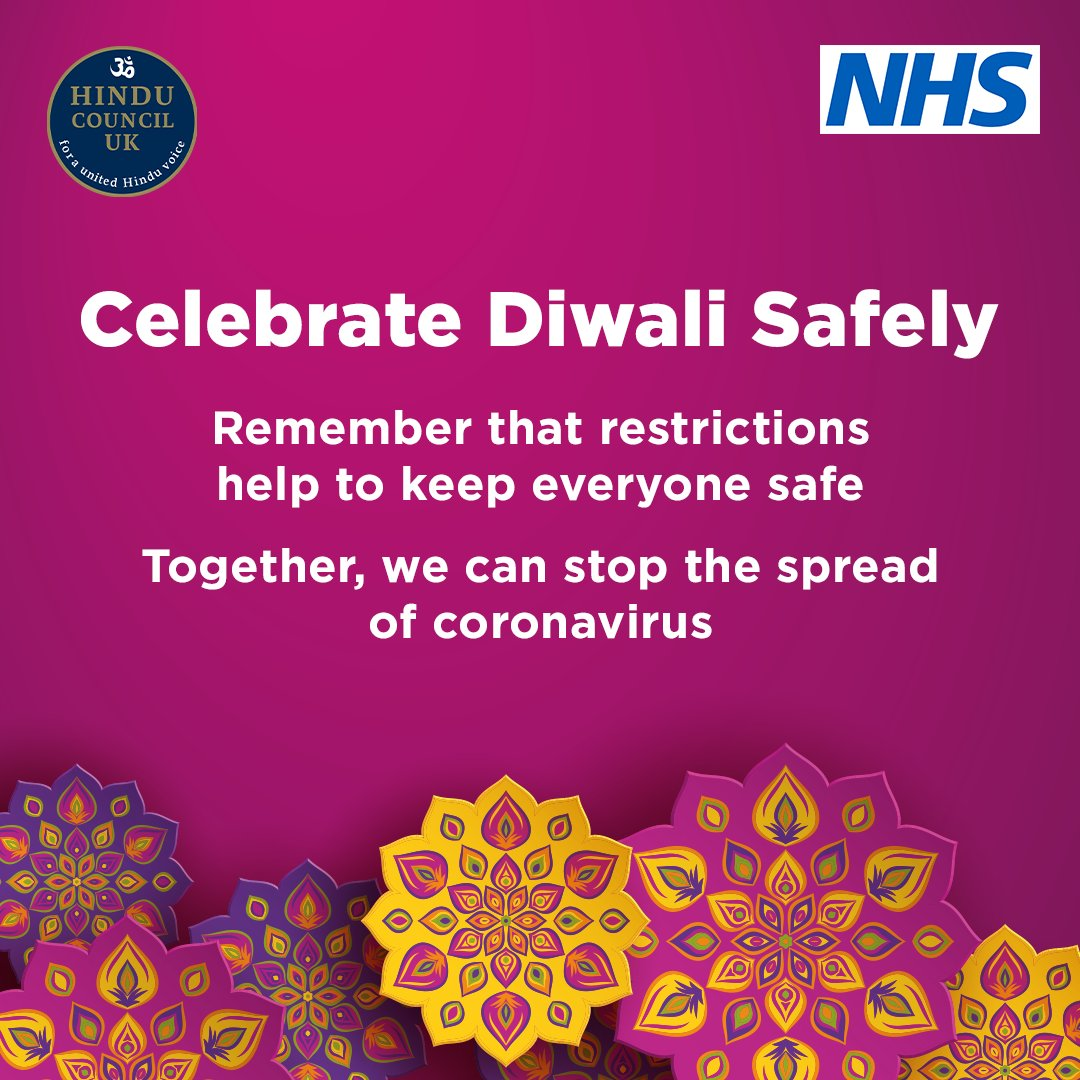 ॐ
HINDU
COUNCIL
UK
for a united Hindu voice
NHS
Celebrate Diwali Safely
Remember that restrictions
help to keep everyone safe
Together, we can stop the spread
of coronavirus